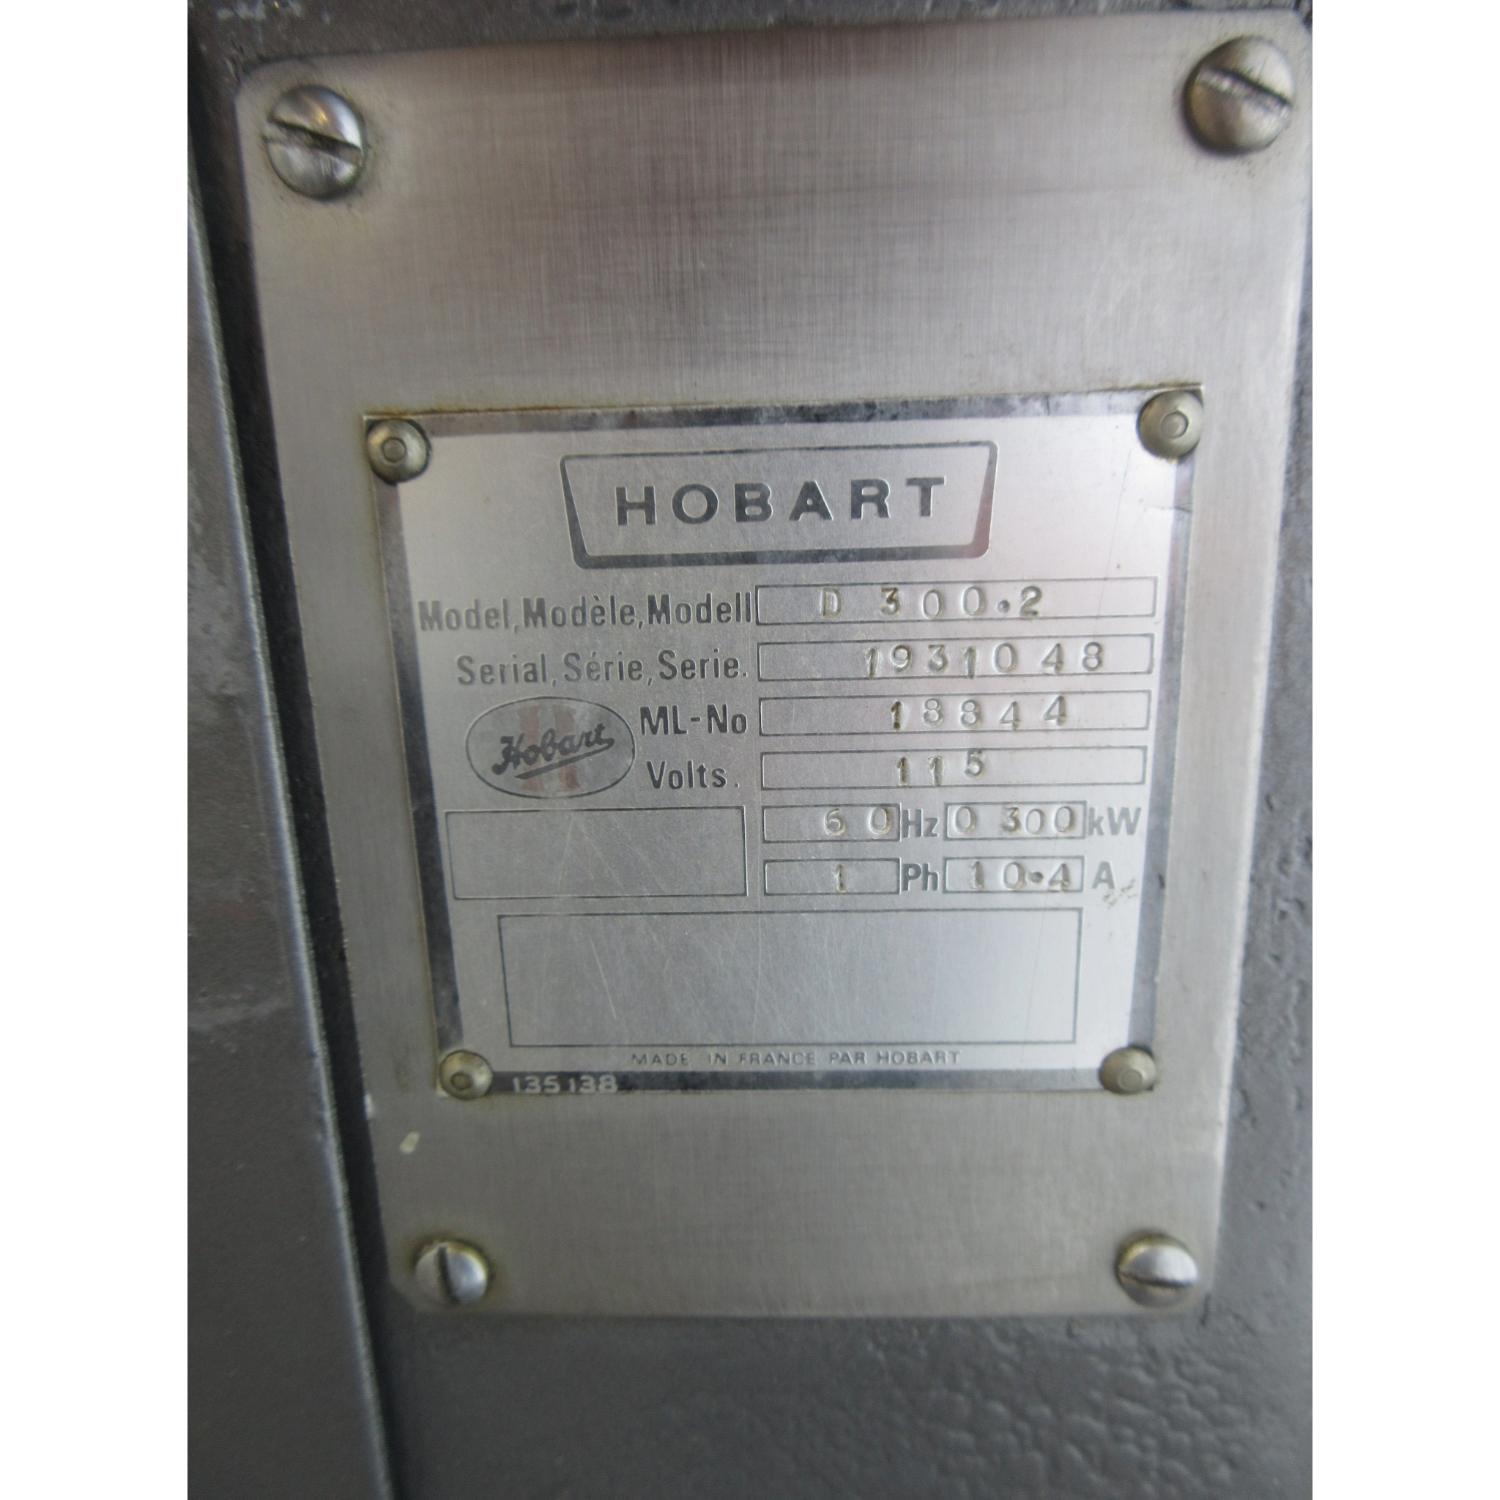 HOBART
Model, Modèle, Modell D 300.2
Serial, Série, Serie. 1931048
Hobart
ML-No 18844
Volts. 115
60 Hz 0 300 kW
1 Ph 10.4 A
MADE IN FRANCE PAR HOBART
135138